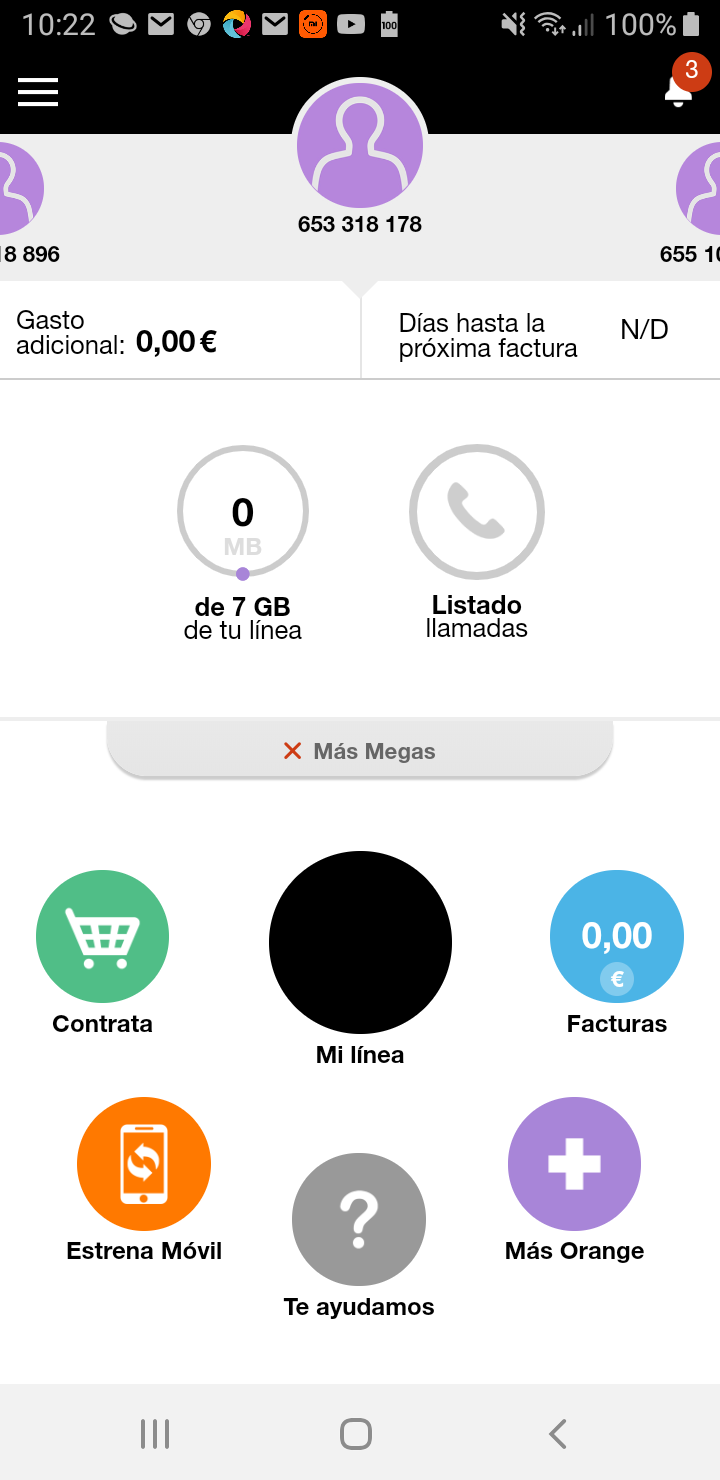 10:22
100
100%
3
653 318 178
18 896
655 10
Gasto
adicional: 0,00 €
Días hasta la
próxima factura
N/D
0
MB
de 7 GB
de tu línea
Listado
llamadas
Más Megas
Contrata
Mi línea
0,00
€
Facturas
Estrena Móvil
Te ayudamos
Más Orange